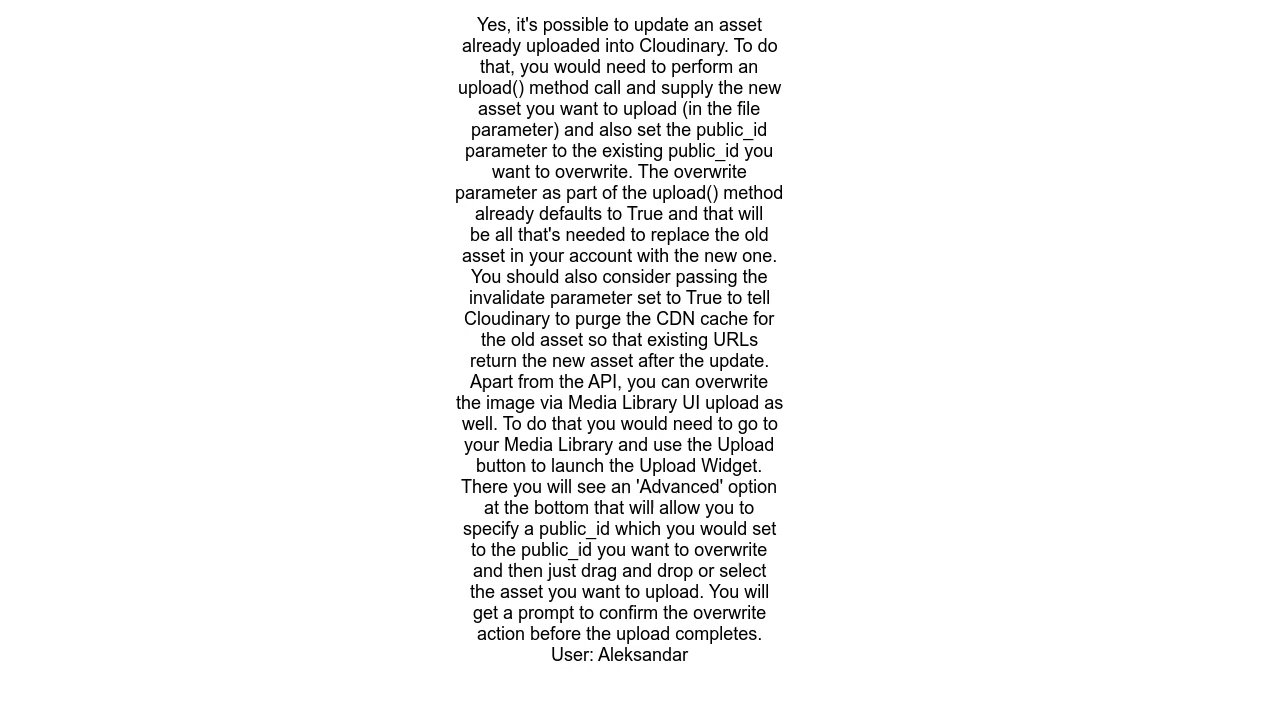 Yes, it's possible to update an asset
already uploaded into Cloudinary. To do
that, you would need to perform an
upload() method call and supply the new
asset you want to upload (in the file
parameter) and also set the public_id
parameter to the existing public_id you
want to overwrite. The overwrite
parameter as part of the upload() method
already defaults to True and that will
be all that's needed to replace the old
asset in your account with the new one.
You should also consider passing the
invalidate parameter set to True to tell
Cloudinary to purge the CDN cache for
the old asset so that existing URLs
return the new asset after the update.
Apart from the API, you can overwrite
the image via Media Library UI upload as
well. To do that you would need to go to
your Media Library and use the Upload
button to launch the Upload Widget.
There you will see an 'Advanced' option
at the bottom that will allow you to
specify a public_id which you would set
to the public_id you want to overwrite
and then just drag and drop or select
the asset you want to upload. You will
get a prompt to confirm the overwrite
action before the upload completes.
User: Aleksandar